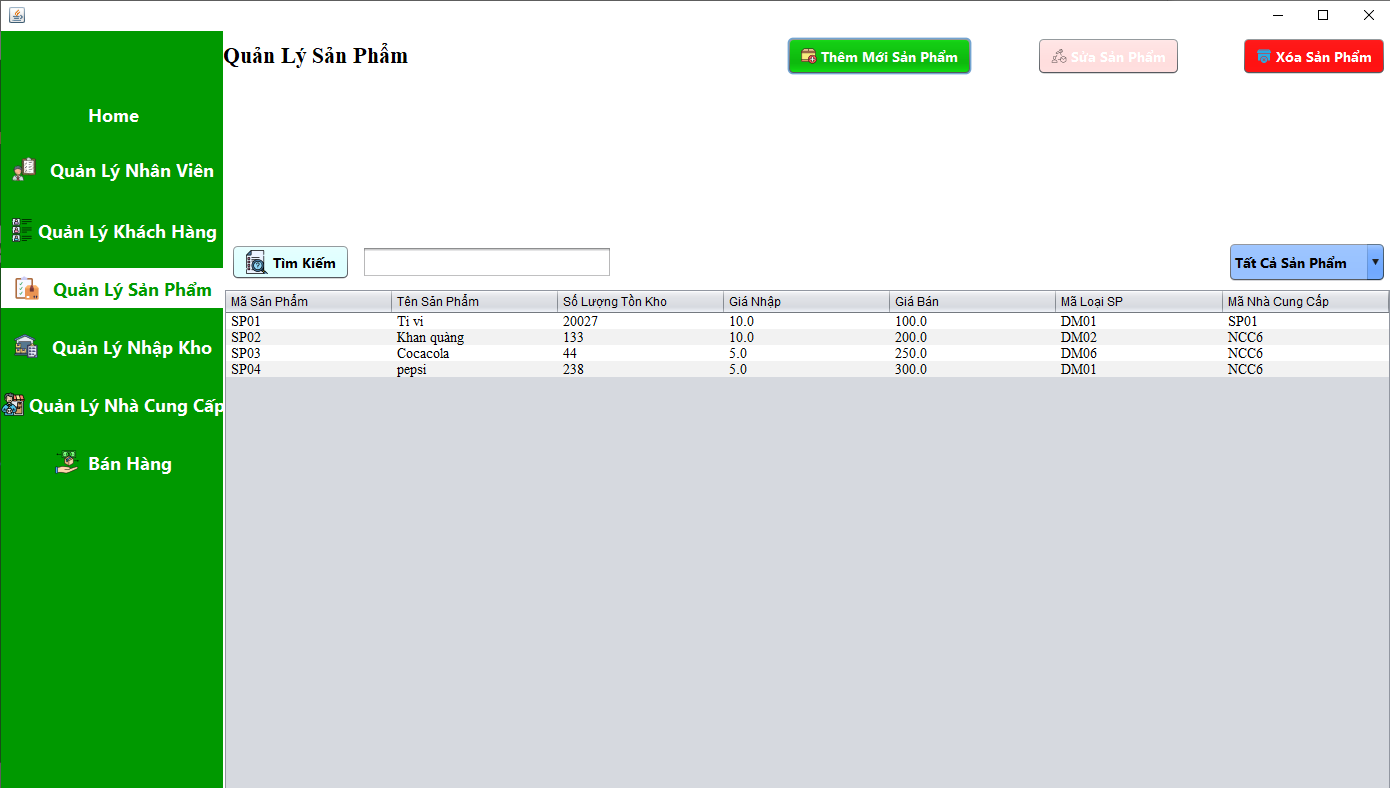 Quản Lý Sản Phẩm
Thêm Mới Sản Phẩm
Sửa Sản Phẩm
Xóa Sản Phẩm
Home
Quản Lý Nhân Viên
Quản Lý Khách Hàng
Quản Lý Sản Phẩm
Quản Lý Nhập Kho
Quản Lý Nhà Cung Cấp
Bán Hàng
Tìm Kiếm
Tất Cả Sản Phẩm
Mã Sản Phẩm Tên Sản Phẩm Số Lượng Tồn Kho Giá Nhập Giá Bán Mã Loại SP Mã Nhà Cung Cấp
SP01 Ti vi 20027 10.0 100.0 DM01 SP01
SP02 Khan quàng 133 10.0 200.0 DM02 NCC6
SP03 Cocacola 44 5.0 250.0 DM06 NCC6
SP04 pepsi 238 5.0 300.0 DM01 NCC6